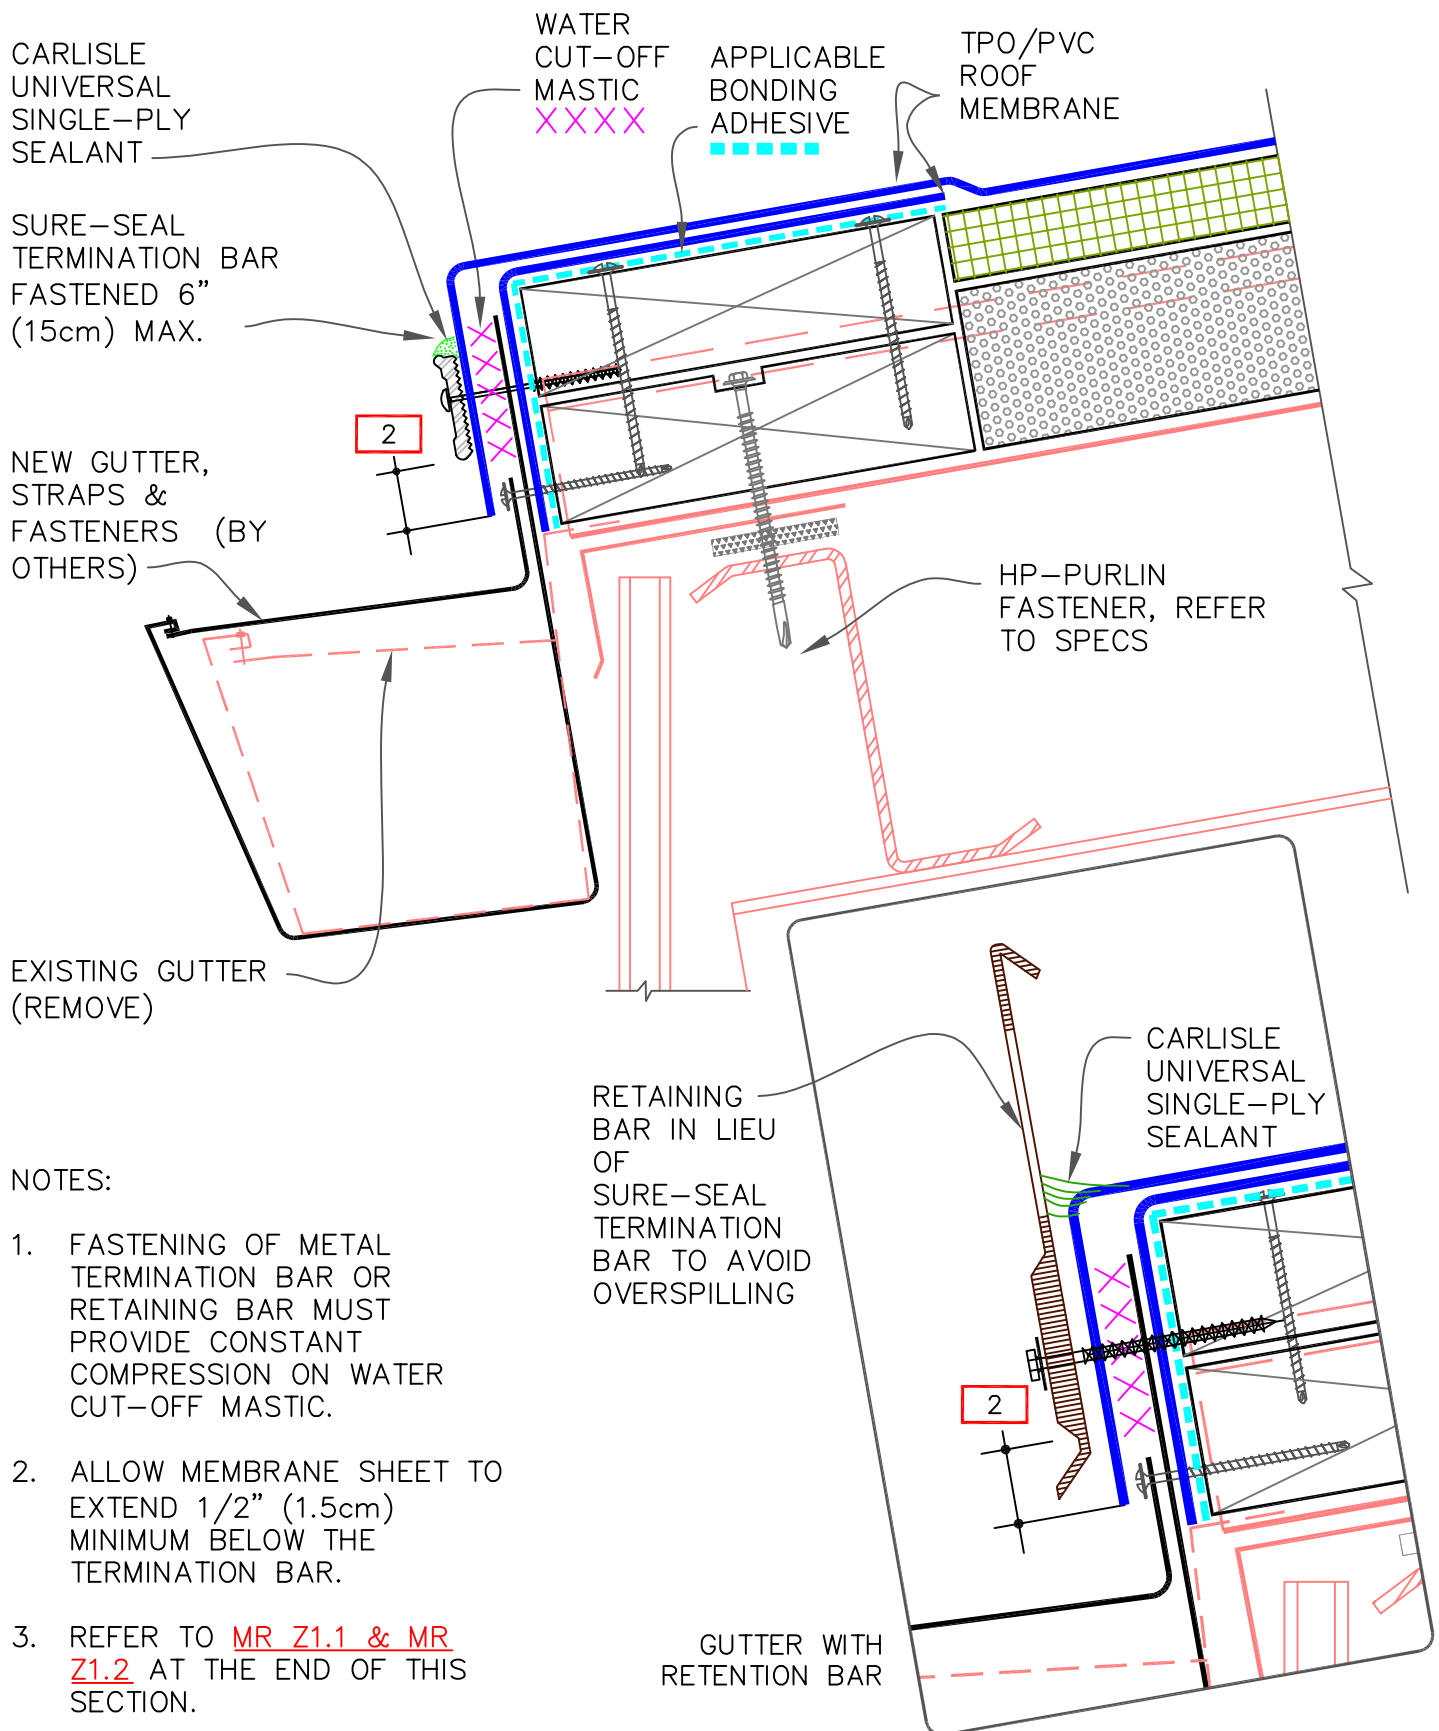 CARLISLE
UNIVERSAL
SINGLE-PLY
SEALANT
WATER
CUT-OFF
MASTIC
APPLICABLE
BONDING
ADHESIVE
TPO/PVC
ROOF
MEMBRANE
SURE-SEAL
TERMINATION BAR
FASTENED 6"
(15cm) MAX.
2
NEW GUTTER,
STRAPS &
FASTENERS (BY
OTHERS)
HP-PURLIN
FASTENER, REFER
TO SPECS
EXISTING GUTTER
(REMOVE)
RETAINING
BAR IN LIEU
OF
SURE-SEAL
TERMINATION
BAR TO AVOID
OVERSPILLING
CARLISLE
UNIVERSAL
SINGLE-PLY
SEALANT
2
GUTTER WITH
RETENTION BAR
NOTES:
1. FASTENING OF METAL
TERMINATION BAR OR
RETAINING BAR MUST
PROVIDE CONSTANT
COMPRESSION ON WATER
CUT-OFF MASTIC.
2. ALLOW MEMBRANE SHEET TO
EXTEND 1/2" (1.5cm)
MINIMUM BELOW THE
TERMINATION BAR.
3. REFER TO MR Z1.1 & MR
Z1.2 AT THE END OF THIS
SECTION.